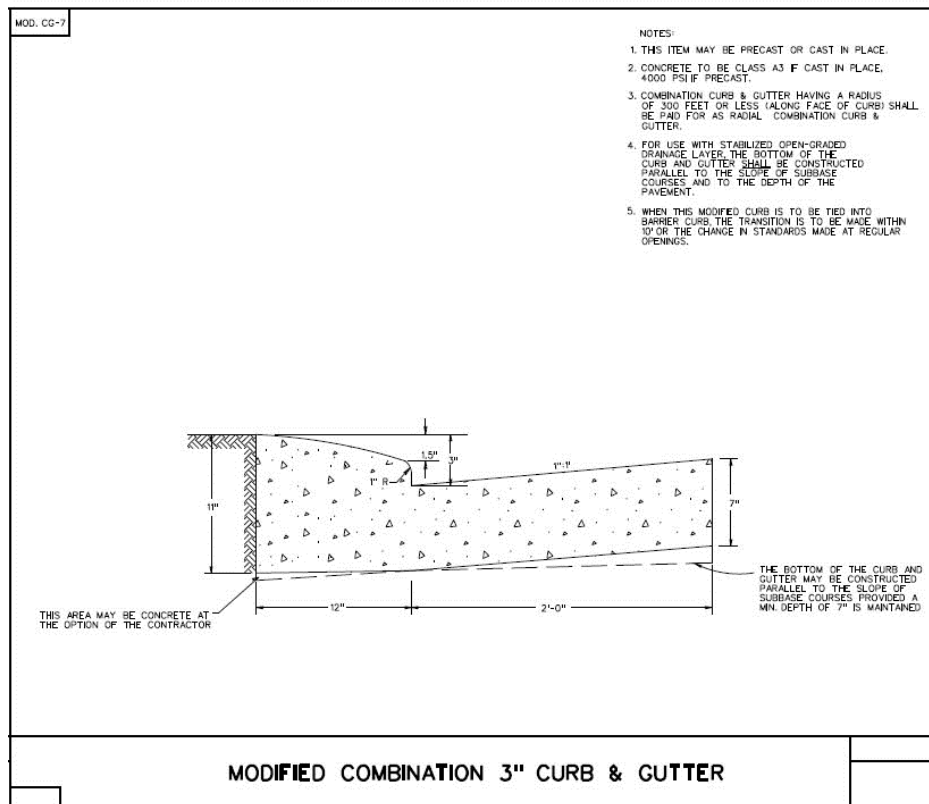 MOD. CG-7
NOTES:
1. THIS ITEM MAY BE PRECAST OR CAST IN PLACE.
2. CONCRETE TO BE CLASS A3 IF CAST IN PLACE,
4000 PSI IF PRECAST.
3. COMBINATION CURB & GUTTER HAVING A RADIUS
OF 300 FEET OR LESS (ALONG FACE OF CURB) SHALL
BE PAID FOR AS RADIAL COMBINATION CURB &
GUTTER.
4. FOR USE WITH STABILIZED OPEN-GRADED
DRAINAGE LAYER, THE BOTTOM OF THE
CURB AND GUTTER SHALL BE CONSTRUCTED
PARALLEL TO THE SLOPE OF SUBBASE
COURSES AND TO THE DEPTH OF THE
PAVEMENT.
5. WHEN THIS MODIFIED CURB IS TO BE TIED INTO
BARRIER CURB, THE TRANSITION IS TO BE MADE WITHIN
10' OR THE CHANGE IN STANDARDS MADE AT REGULAR
OPENINGS.
1.5"
3"
1" R
1":1'
11"
7"
12"
2'-0"
THIS AREA MAY BE CONCRETE AT
THE OPTION OF THE CONTRACTOR
THE BOTTOM OF THE CURB AND
GUTTER MAY BE CONSTRUCTED
PARALLEL TO THE SLOPE OF
SUBBASE COURSES PROVIDED A
MIN. DEPTH OF 7" IS MAINTAINED
MODIFIED COMBINATION 3" CURB & GUTTER